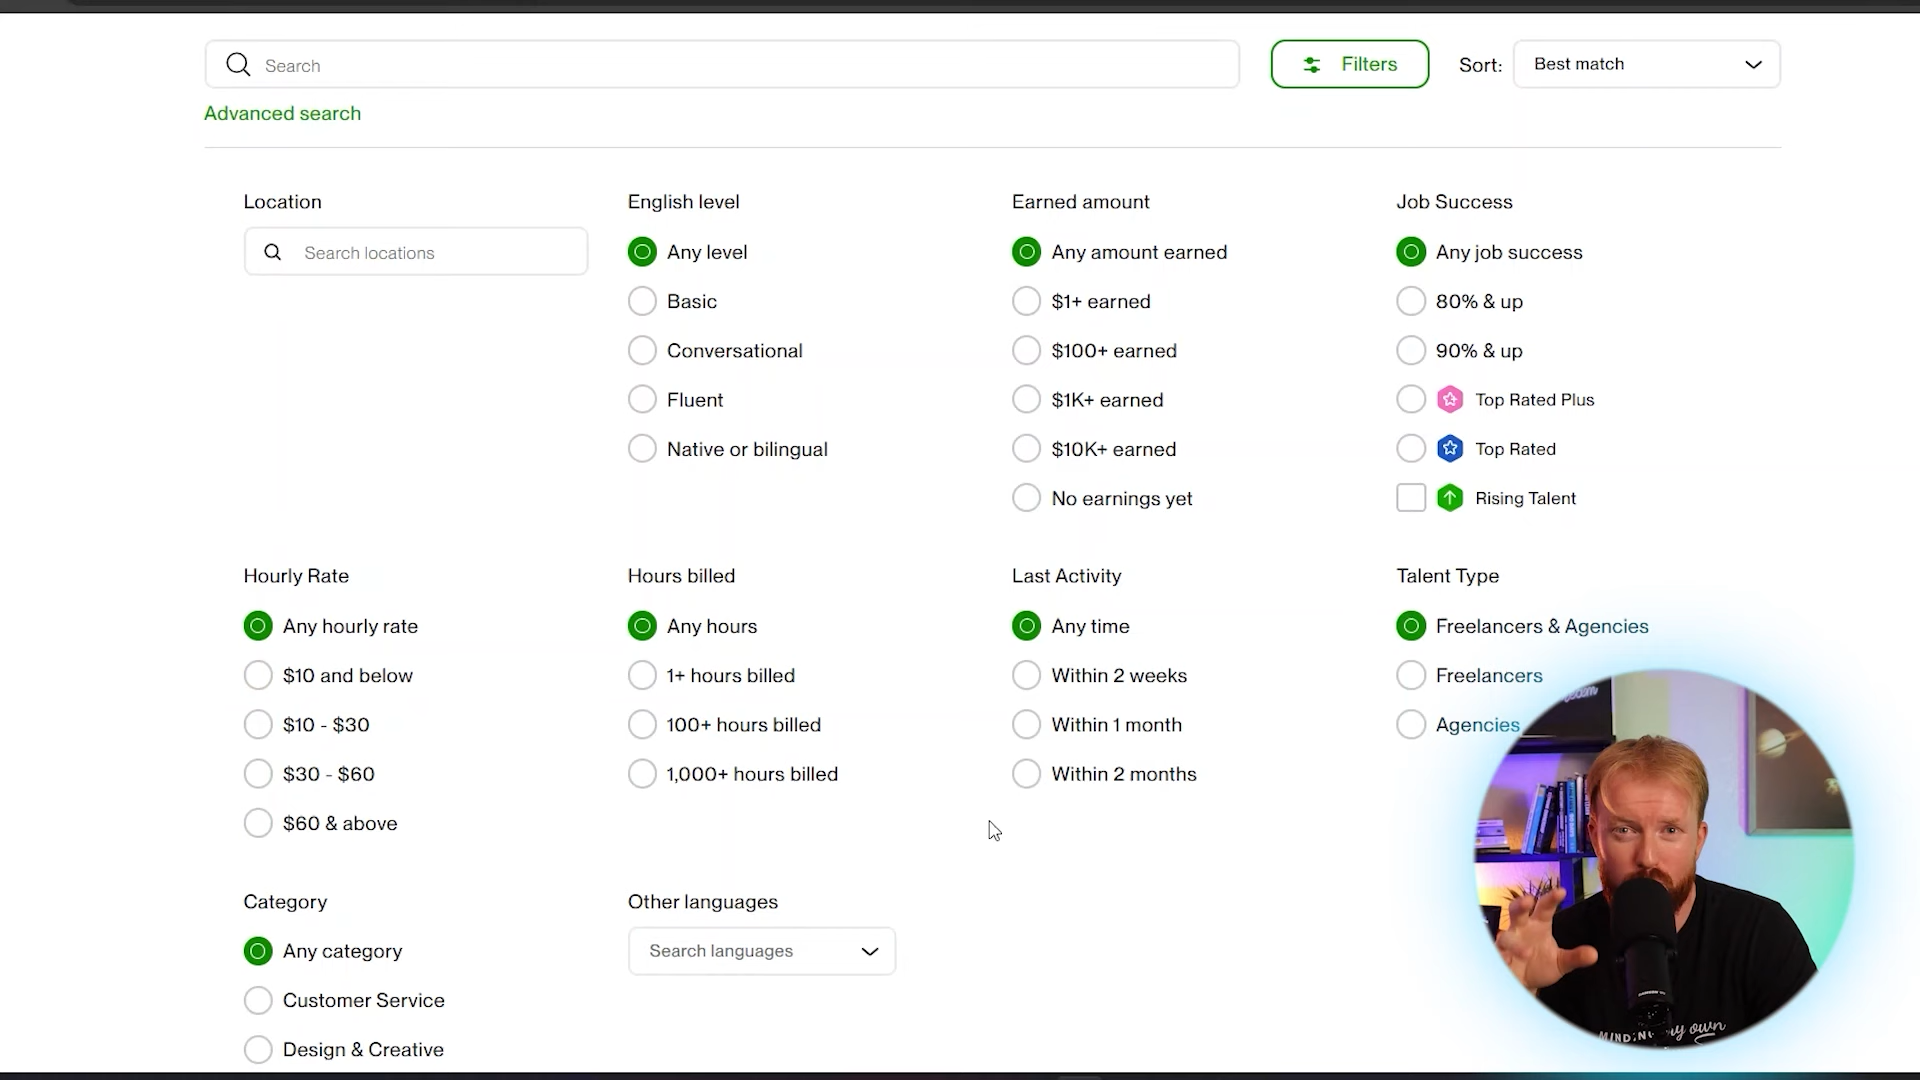 Search
Filters
Sort:
Best match
Advanced search
Location
Search locations
English level
Any level
Basic
Conversational
Fluent
Native or bilingual
Earned amount
Any amount earned
$1+ earned
$100+ earned
$1K+ earned
$10K+ earned
No earnings yet
Job Success
Any job success
80% & up
90% & up
Top Rated Plus
Top Rated
Rising Talent
Hourly Rate
Any hourly rate
$10 and below
$10 - $30
$30 - $60
$60 & above
Hours billed
Any hours
1+ hours billed
100+ hours billed
1,000+ hours billed
Last Activity
Any time
Within 2 weeks
Within 1 month
Within 2 months
Talent Type
Freelancers & Agencies
Freelancers
Agencies
Category
Any category
Customer Service
Design & Creative
Other languages
Search languages
own